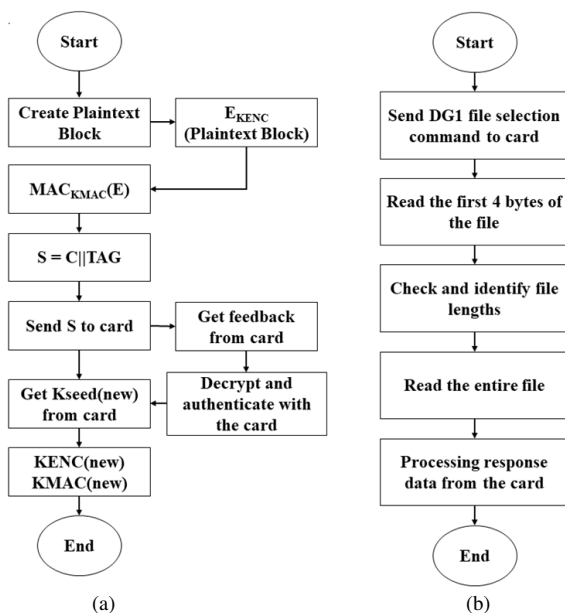 Start
Create Plaintext
Block
E_KENC
(Plaintext Block)
MAC_KMAC(E)
S = C||TAG
Send S to card
Get feedback
from card
Decrypt and
authenticate with
the card
Get Kseed(new)
from card
KENC(new)
KMAC(new)
End
(a)
Start
Send DG1 file selection
command to card
Read the first 4 bytes of
the file
Check and identify file
lengths
Read the entire file
Processing response
data from the card
End
(b)